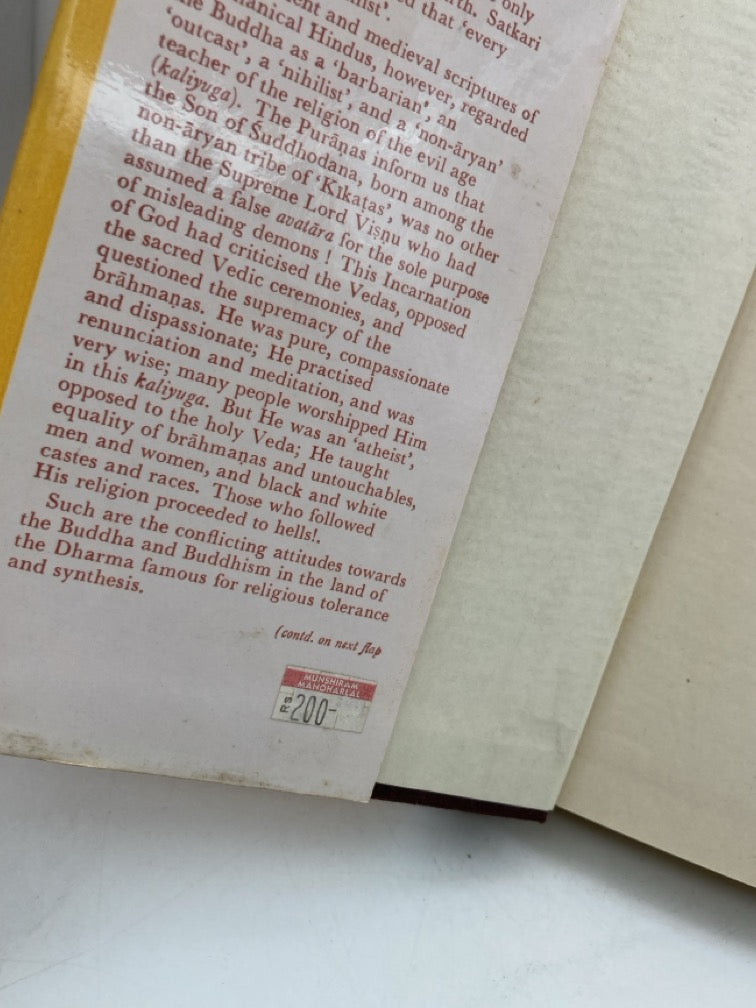 only
rth. Satkari
ed that 'every
nist'.
ent and medieval scriptures of
manical Hindus, however, regarded
the Buddha as a 'barbarian', an
'outcast', a 'nihilist', and a 'non-āryan'
teacher of the religion of the evil age
(kaliyuga). The Purāṇas inform us that
the Son of Śuddhodana, born among the
non-āryan tribe of 'Kīkaṭas', was no other
than the Supreme Lord Viṣṇu who had
assumed a false avatāra for the sole purpose
of misleading demons ! This Incarnation
of God had criticised the Vedas, opposed
the sacred Vedic ceremonies, and
questioned the supremacy of the
brāhmaṇas. He was pure, compassionate
and dispassionate; He practised
renunciation and meditation, and was
very wise; many people worshipped Him
in this kaliyuga. But He was an 'atheist',
opposed to the holy Veda; He taught
equality of brāhmaṇas and untouchables,
men and women, and black and white
castes and races. Those who followed
His religion proceeded to hells!.
Such are the conflicting attitudes towards
the Buddha and Buddhism in the land of
the Dharma famous for religious tolerance
and synthesis.
(contd. on next flap
MUNSHIRAM
MANOHARLAL
RS 200-